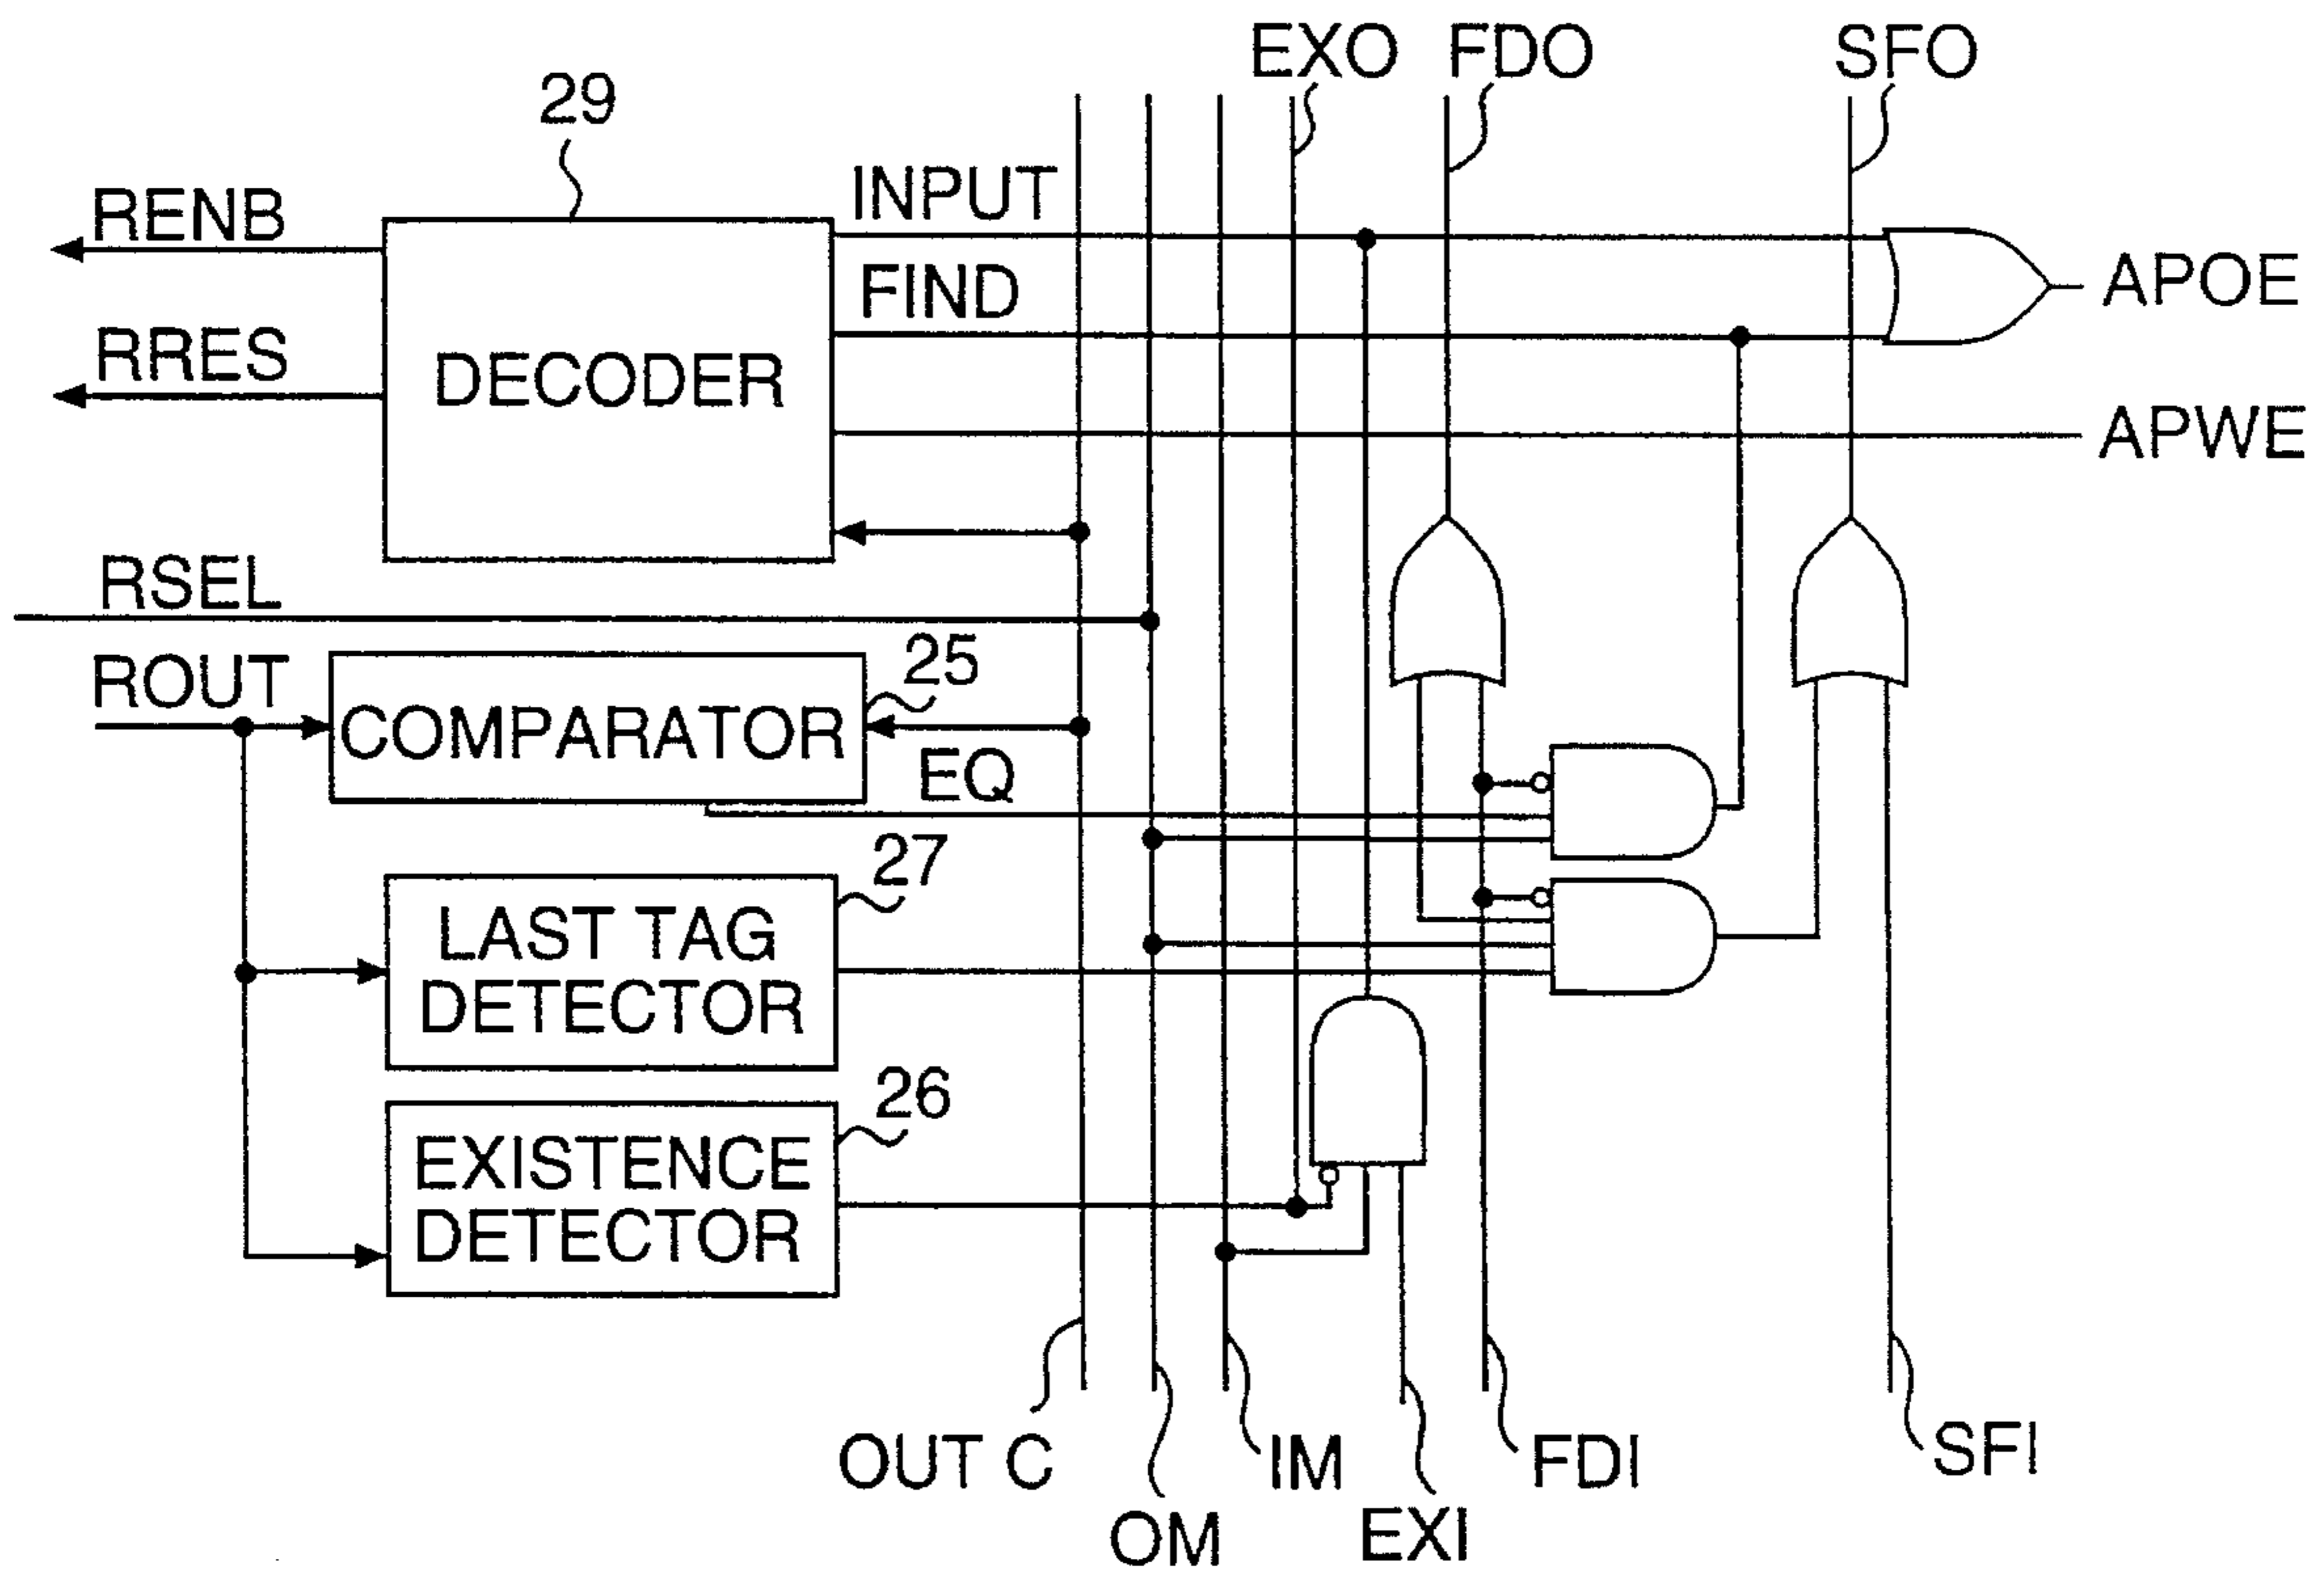 EXO FDO SFO
29
INPUT
RENB
FIND
APOE
RRES
DECODER
APWE
RSEL
25
ROUT
COMPARATOR
EQ
27
LAST TAG
DETECTOR
26
EXISTENCE
DETECTOR
OUT C
IM
FDI
SFI
OM
EXI